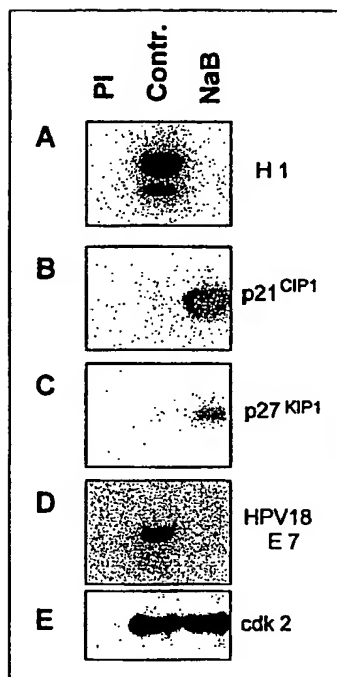 PI Contr. NaB
A H 1
B p21 CIP1
C p27 KIP1
D HPV18
E 7
E cdk 2